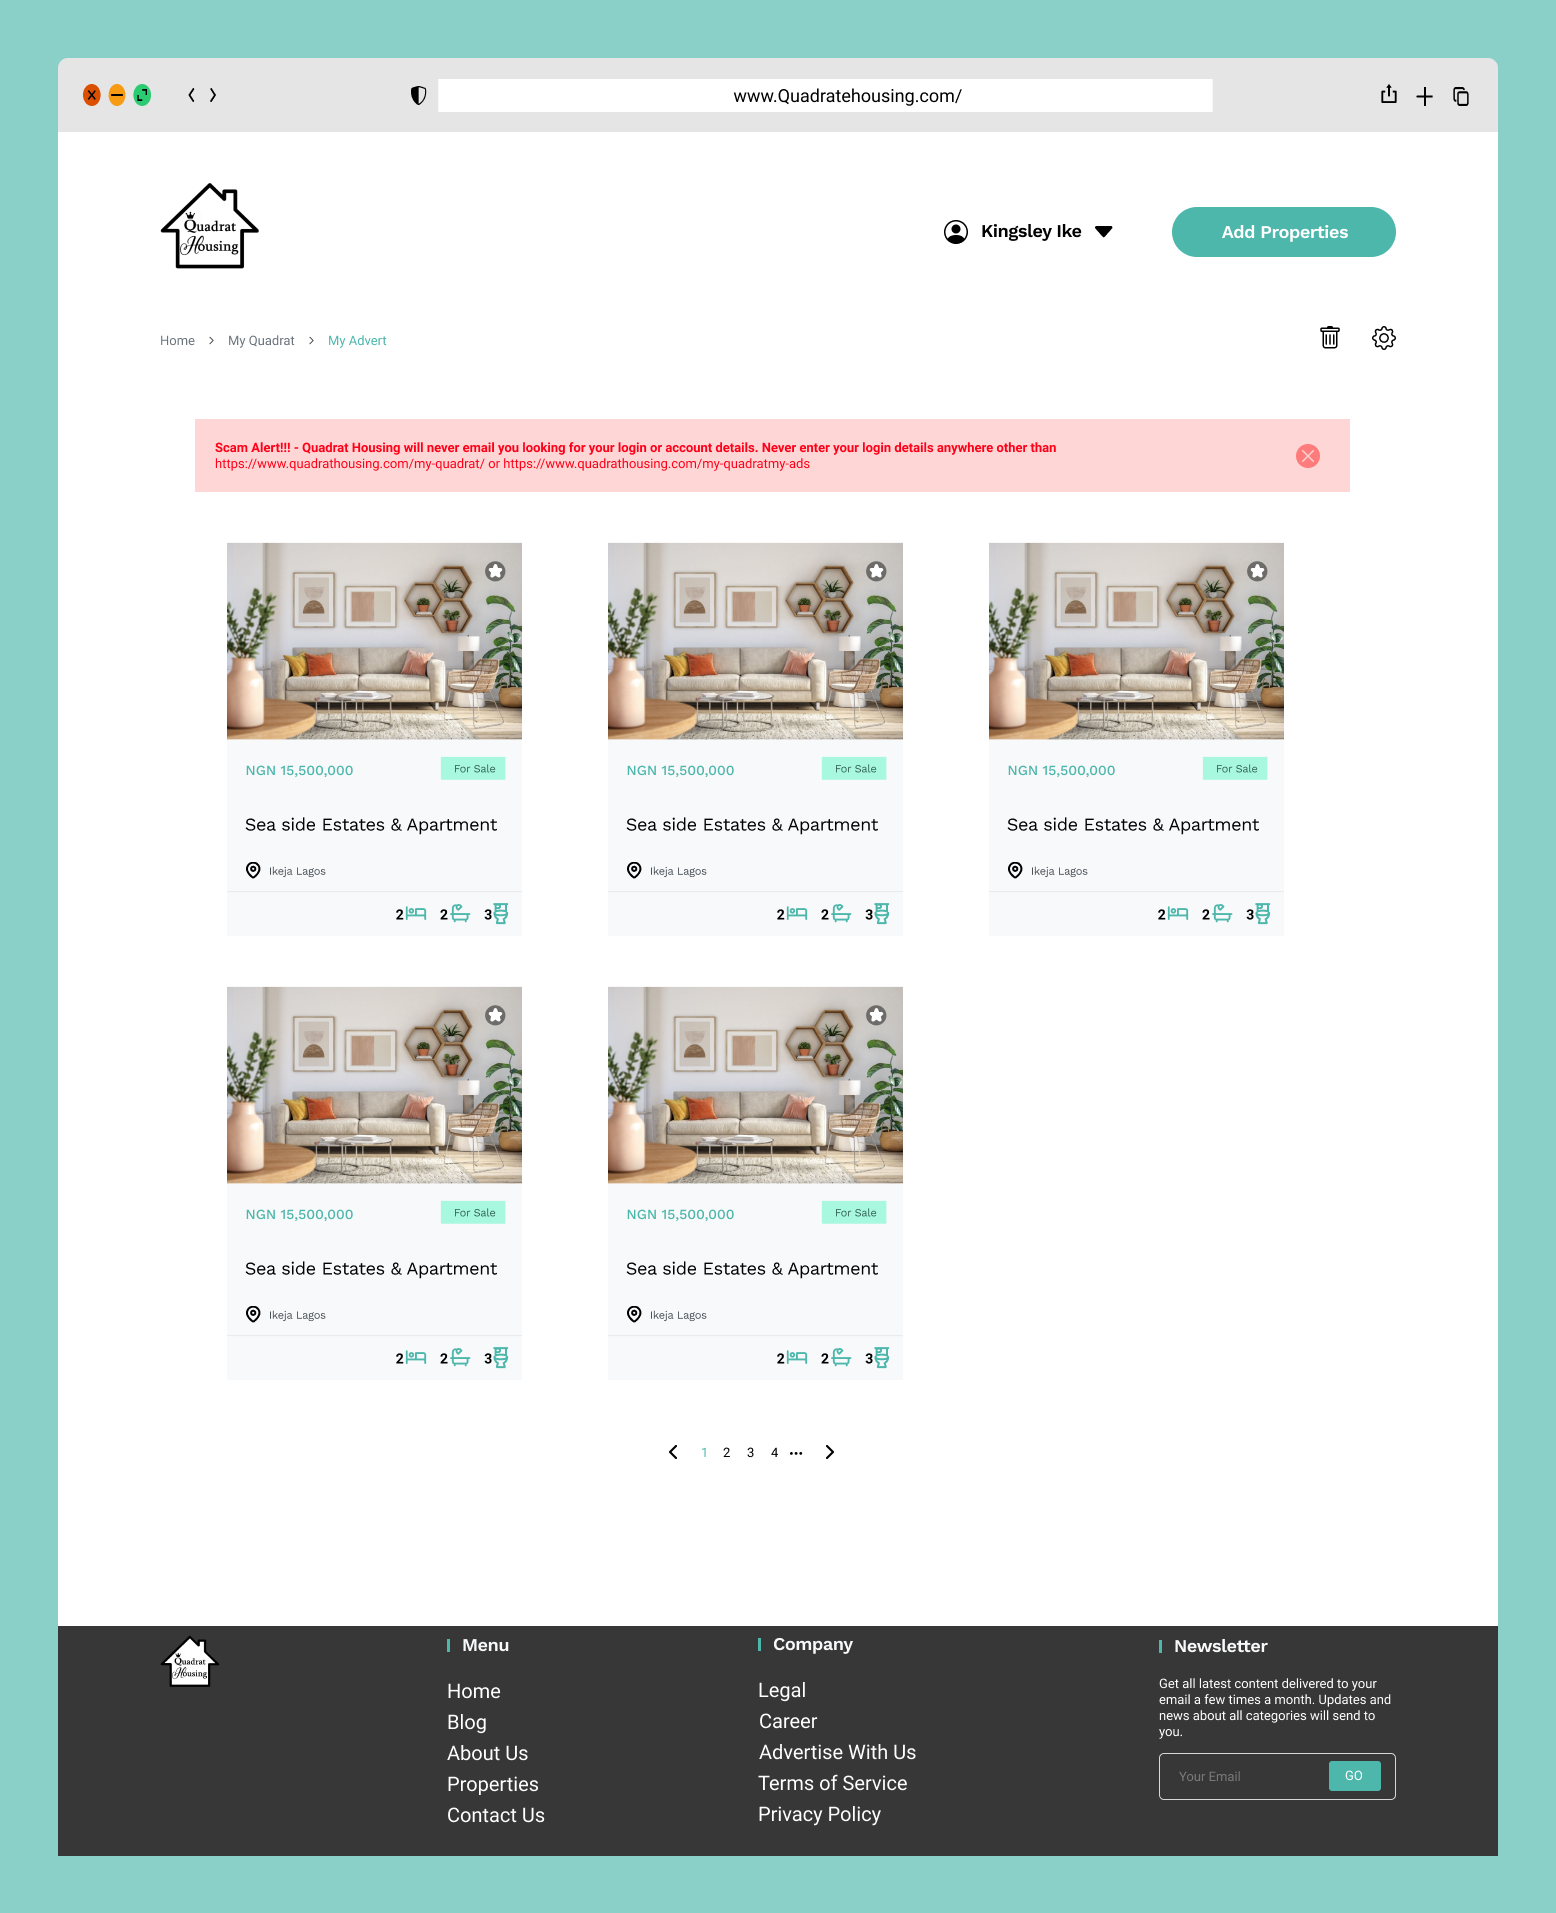 www.Quadratehousing.com/
Quadrat
Housing
Kingsley Ike
Add Properties
Home
My Quadrat
My Advert
Scam Alert!!! - Quadrat Housing will never email you looking for your login or account details. Never enter your login details anywhere other than
https://www.quadrathousing.com/my-quadrat/ or https://www.quadrathousing.com/my-quadratmy-ads
NGN 15,500,000
For Sale
Sea side Estates & Apartment
Ikeja Lagos
2 2 3
NGN 15,500,000
For Sale
Sea side Estates & Apartment
Ikeja Lagos
2 2 3
NGN 15,500,000
For Sale
Sea side Estates & Apartment
Ikeja Lagos
2 2 3
NGN 15,500,000
For Sale
Sea side Estates & Apartment
Ikeja Lagos
2 2 3
NGN 15,500,000
For Sale
Sea side Estates & Apartment
Ikeja Lagos
2 2 3
1 2 3 4 •••
Quadrat
Housing
Menu
Home
Blog
About Us
Properties
Contact Us
Company
Legal
Career
Advertise With Us
Terms of Service
Privacy Policy
Newsletter
Get all latest content delivered to your
email a few times a month. Updates and
news about all categories will send to
you.
Your Email
GO